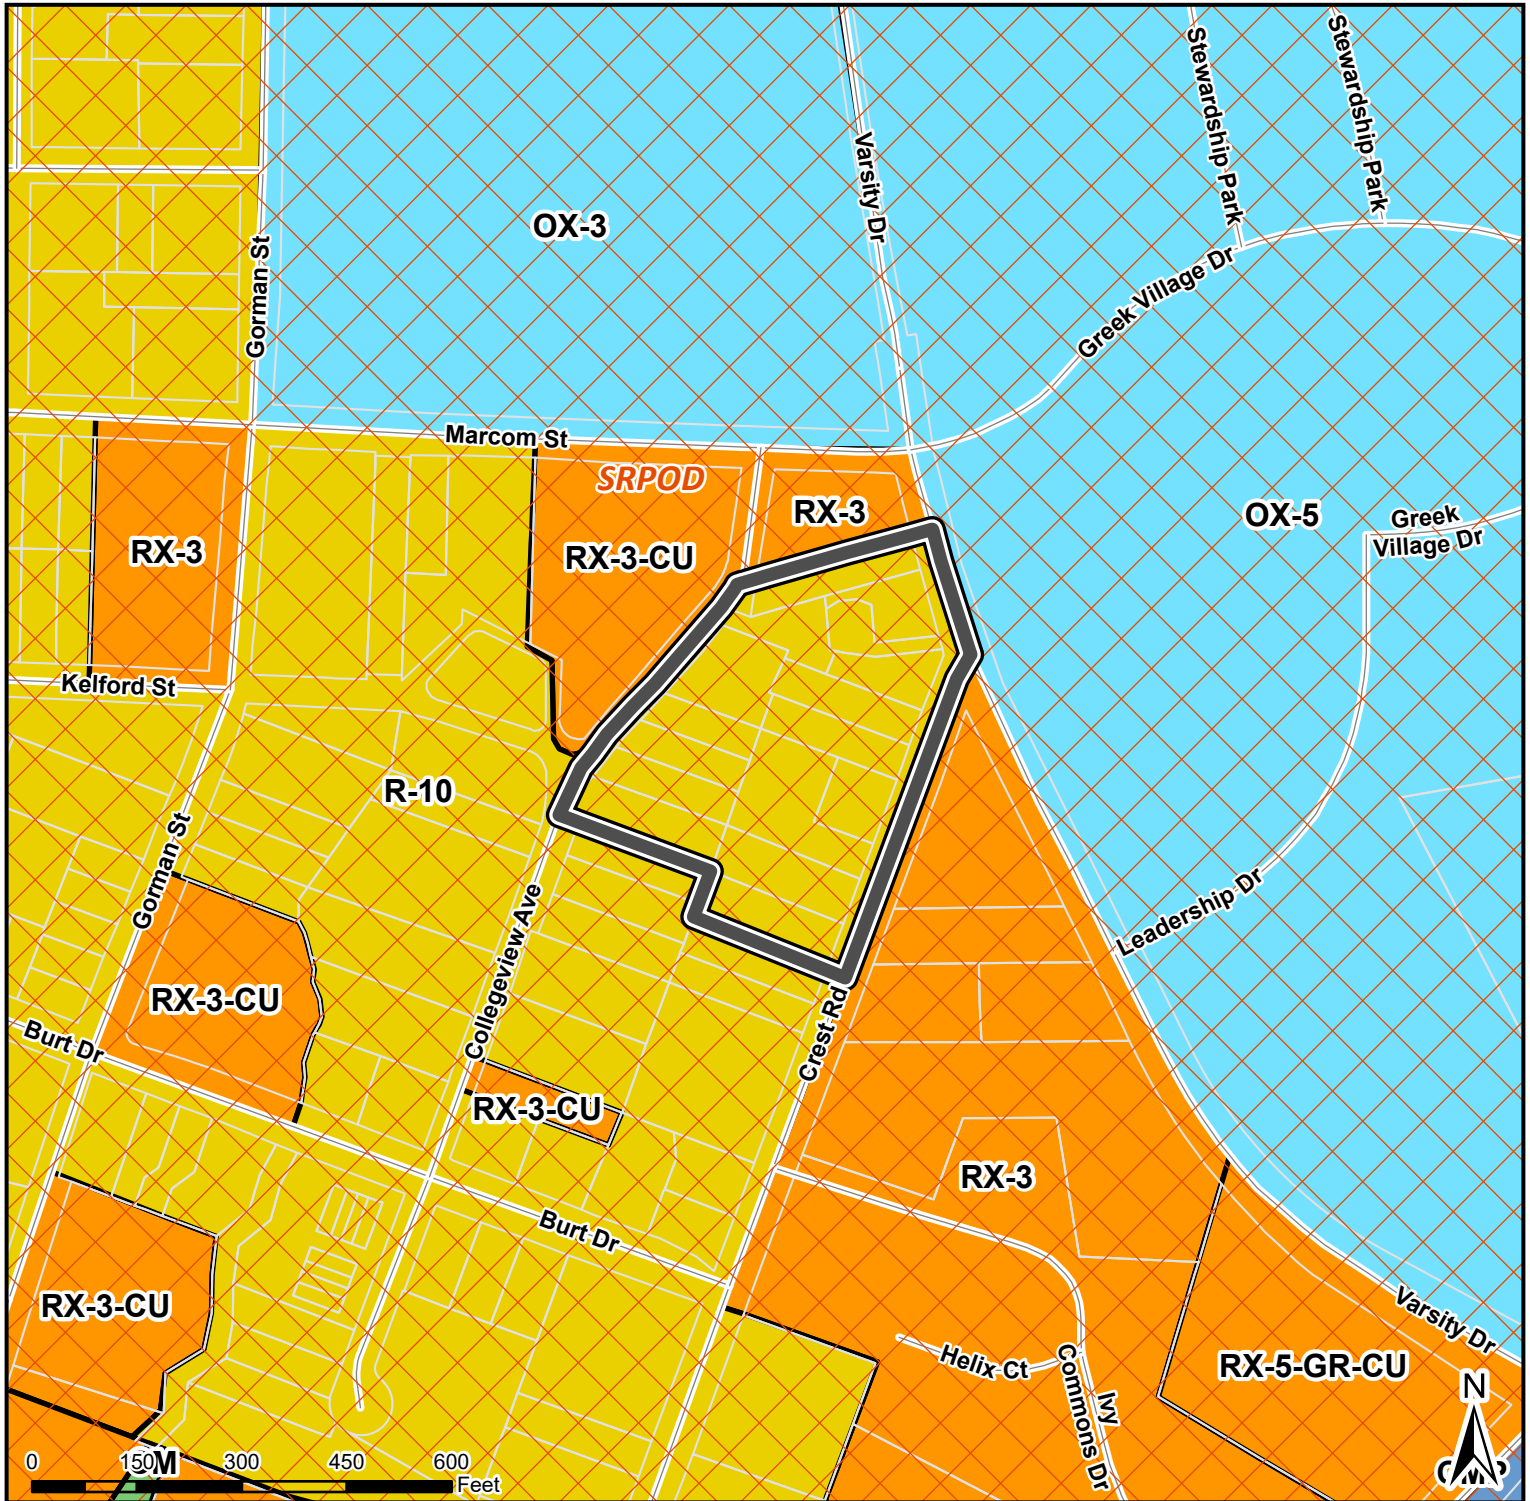 Stewardship Park
Stewardship Park
Varsity Dr
OX-3
Gorman St
Greek Village Dr
Marcom St
SRPOD
RX-3
OX-5
Greek
Village Dr
RX-3
RX-3-CU
Kelford St
R-10
Gorman St
Leadership Dr
Collegeview Ave
RX-3-CU
Crest Rd
Burt Dr
RX-3-CU
RX-3
Burt Dr
RX-3-CU
Varsity Dr
Helix Ct
RX-5-GR-CU
Ivy
Commons Dr
N
0 150 300 450 600
Feet